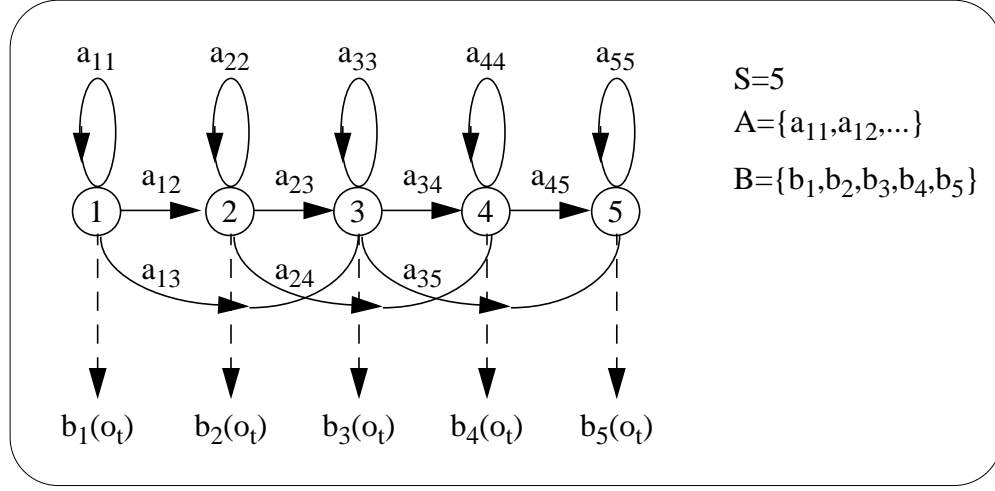 a11 a22 a33 a44 a55
S=5
A={a11,a12,...}
B={b1,b2,b3,b4,b5}
a12 a23 a34 a45
1 2 3 4 5
a13 a24 a35
b1(ot) b2(ot) b3(ot) b4(ot) b5(ot)